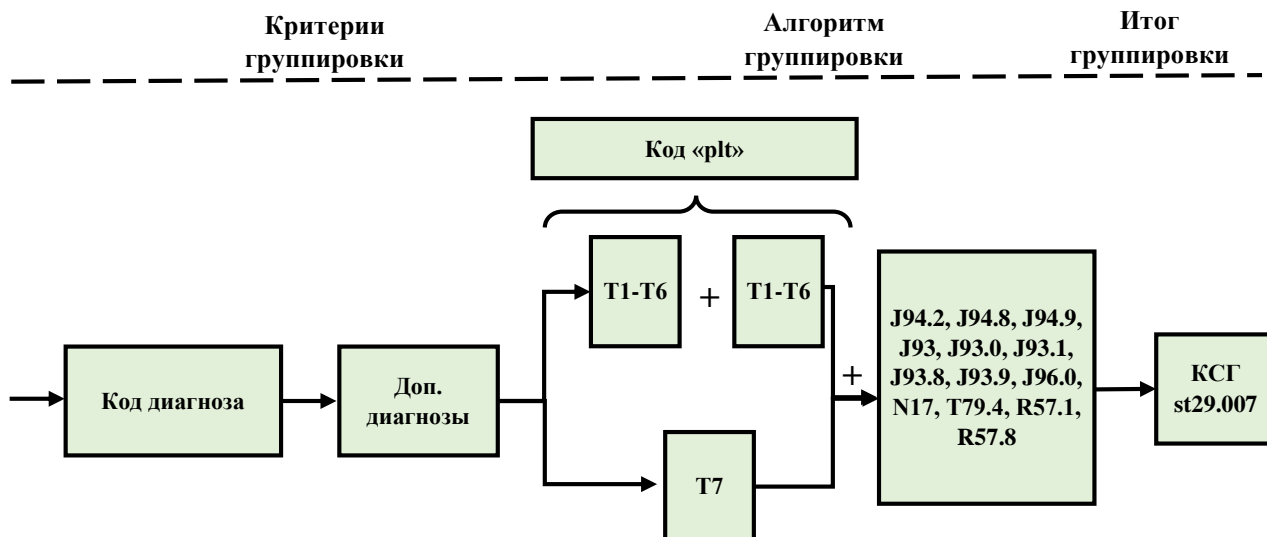 Критерии
группировки
Алгоритм
группировки
Итог
группировки
Код «plt»
T1-T6
+
T1-T6
Код диагноза
Доп.
диагнозы
T7
+
J94.2, J94.8, J94.9,
J93, J93.0, J93.1,
J93.8, J93.9, J96.0,
N17, T79.4, R57.1,
R57.8
КСГ
st29.007